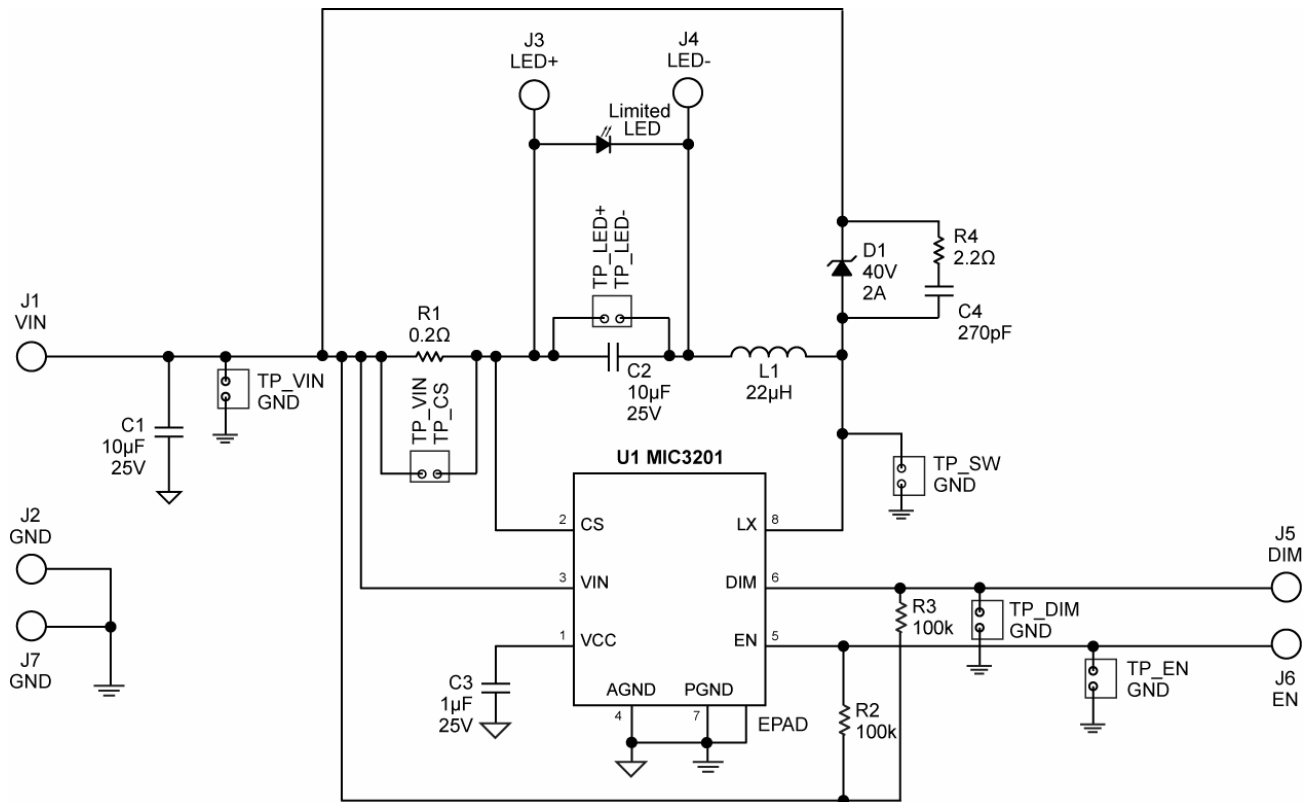 J3
LED+
J4
LED-
Limited
LED
TP_LED+
TP_LED-
D1
40V
2A
R4
2.2Ω
C4
270pF
J1
VIN
R1
0.2Ω
TP_VIN
GND
C1
10µF
25V
TP_VIN
TP_CS
C2
10µF
25V
L1
22µH
U1 MIC3201
TP_SW
GND
J2
GND
J7
GND
2
CS
LX
8
3
VIN
DIM
6
1
VCC
EN
5
AGND
PGND
4
7
EPAD
C3
1µF
25V
R3
100k
R2
100k
TP_DIM
GND
TP_EN
GND
J5
DIM
J6
EN